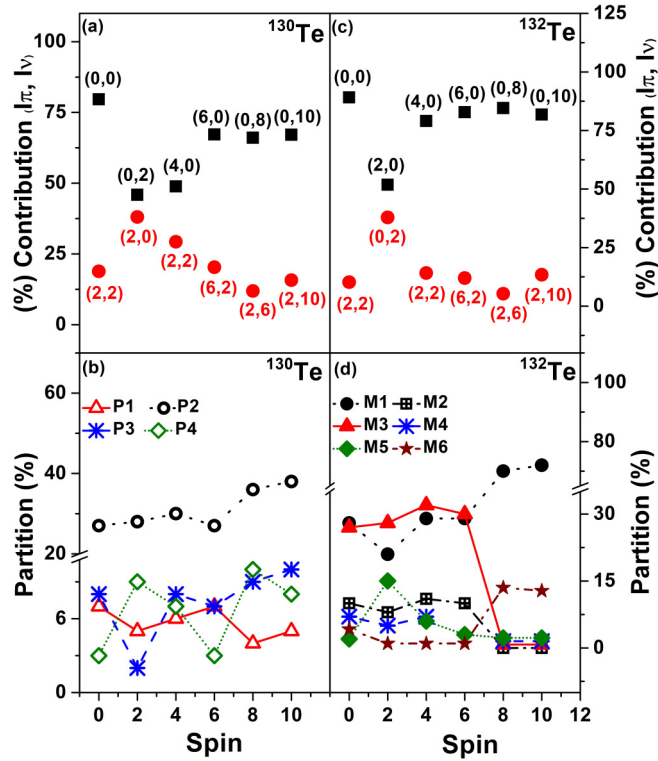 (a) ¹³⁰Te
(c) ¹³²Te
100
75
50
25
0
125
100
75
50
25
0
(%) Contribution (Iπ, Iν)
(%) Contribution (Iπ, Iν)
(0,0)
(0,2)
(4,0)
(6,0)
(0,8)
(0,10)
(2,2)
(2,0)
(2,2)
(6,2)
(2,6)
(2,10)
(0,0)
(2,0)
(4,0)
(6,0)
(0,8)
(0,10)
(2,2)
(0,2)
(2,2)
(6,2)
(2,6)
(2,10)
(b) ¹³⁰Te
P1 P2
P3 P4
60
40
20
6
0
Partition (%)
0 2 4 6 8 10
Spin
(d) ¹³²Te
M1 M2
M3 M4
M5 M6
100
80
60
30
15
0
Partition (%)
0 2 4 6 8 10 12
Spin